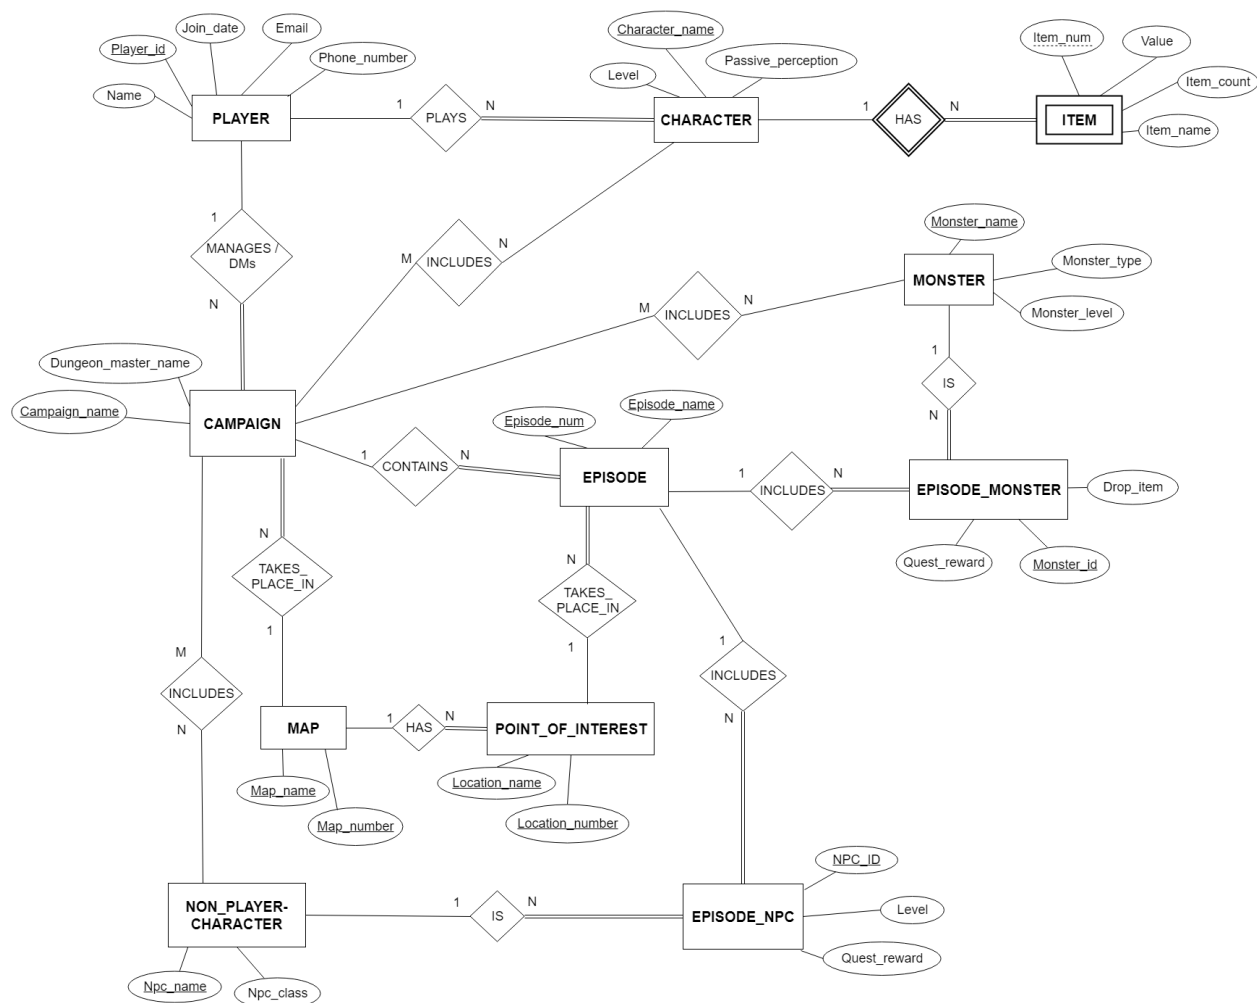 Join_date
Email
Player_id
Phone_number
Name
PLAYER
1
PLAYS
N
Character_name
Level
Passive_perception
CHARACTER
1
HAS
N
Item_num
Value
Item_count
Item_name
ITEM
1
MANAGES /
DMs
N
M
INCLUDES
N
M
INCLUDES
N
Monster_name
Monster_type
MONSTER
Monster_level
1
IS
N
Dungeon_master_name
Campaign_name
CAMPAIGN
1
CONTAINS
N
Episode_num
Episode_name
EPISODE
1
INCLUDES
N
EPISODE_MONSTER
Drop_item
Quest_reward
Monster_id
N
TAKES_
PLACE_IN
1
N
TAKES_
PLACE_IN
1
M
INCLUDES
N
1
INCLUDES
N
MAP
1
HAS
N
POINT_OF_INTEREST
Map_name
Map_number
Location_name
Location_number
NON_PLAYER-
CHARACTER
1
IS
N
EPISODE_NPC
NPC_ID
Level
Quest_reward
Npc_name
Npc_class